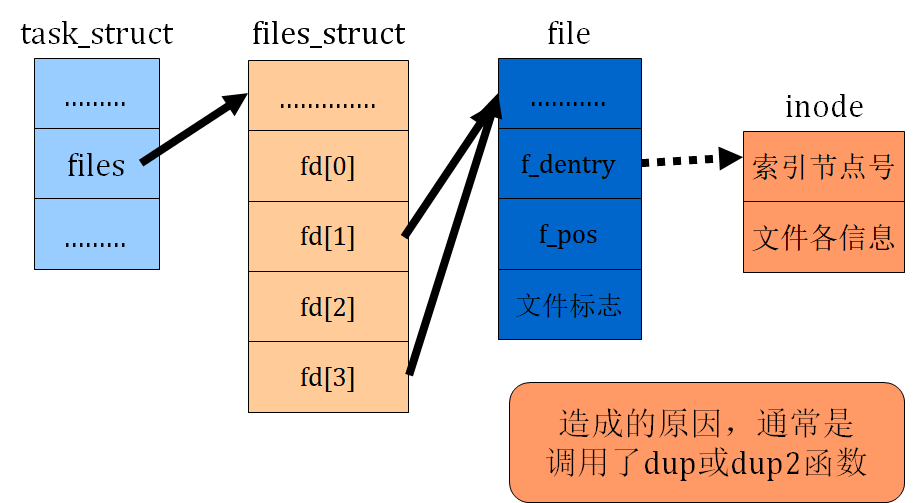 task_struct
.........
files
.........
files_struct
..............
fd[0]
fd[1]
fd[2]
fd[3]
file
...........
f_dentry
f_pos
文件标志
inode
索引节点号
文件各信息
造成的原因，通常是
调用了dup或dup2函数